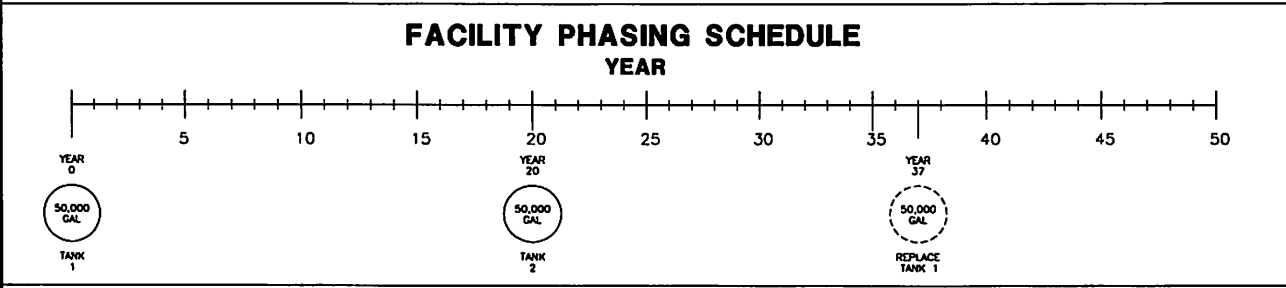 FACILITY PHASING SCHEDULE
YEAR
5 10 15 20 25 30 35 40 45 50
YEAR
0
50,000
GAL
TANK
1
YEAR
20
50,000
GAL
TANK
2
YEAR
37
50,000
GAL
REPLACE
TANK 1